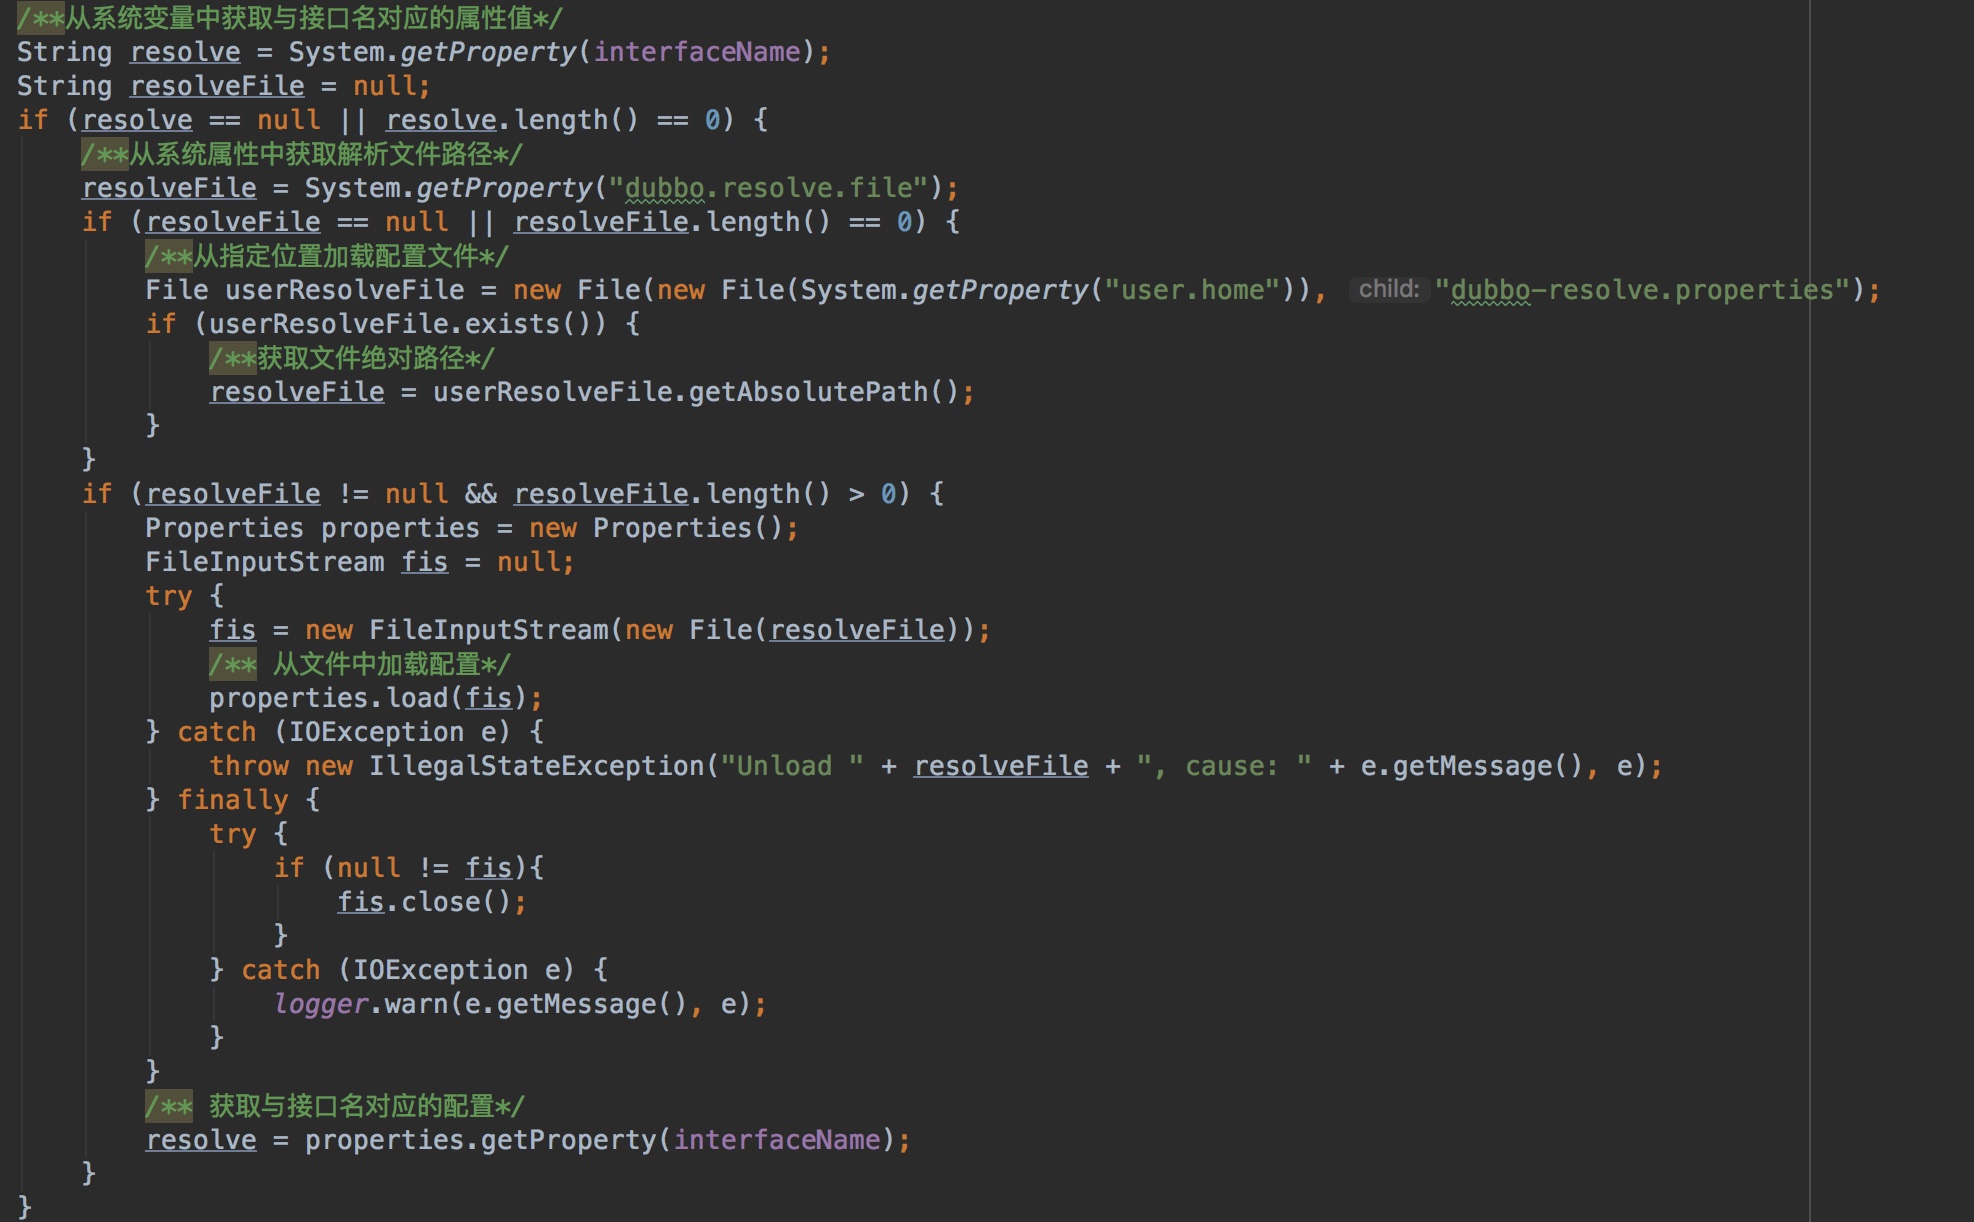 /**从系统变量中获取与接口名对应的属性值*/
String resolve = System.getProperty(interfaceName);
String resolveFile = null;
if (resolve == null || resolve.length() == 0) {
    /**从系统属性中获取解析文件路径*/
    resolveFile = System.getProperty("dubbo.resolve.file");
    if (resolveFile == null || resolveFile.length() == 0) {
        /**从指定位置加载配置文件*/
        File userResolveFile = new File(new File(System.getProperty("user.home")), child: "dubbo-resolve.properties");
        if (userResolveFile.exists()) {
            /**获取文件绝对路径*/
            resolveFile = userResolveFile.getAbsolutePath();
        }
    }
    if (resolveFile != null && resolveFile.length() > 0) {
        Properties properties = new Properties();
        FileInputStream fis = null;
        try {
            fis = new FileInputStream(new File(resolveFile));
            /** 从文件中加载配置*/
            properties.load(fis);
        } catch (IOException e) {
            throw new IllegalStateException("Unload " + resolveFile + ", cause: " + e.getMessage(), e);
        } finally {
            try {
                if (null != fis){
                    fis.close();
                }
            } catch (IOException e) {
                logger.warn(e.getMessage(), e);
            }
        }
        /** 获取与接口名对应的配置*/
        resolve = properties.getProperty(interfaceName);
    }
}